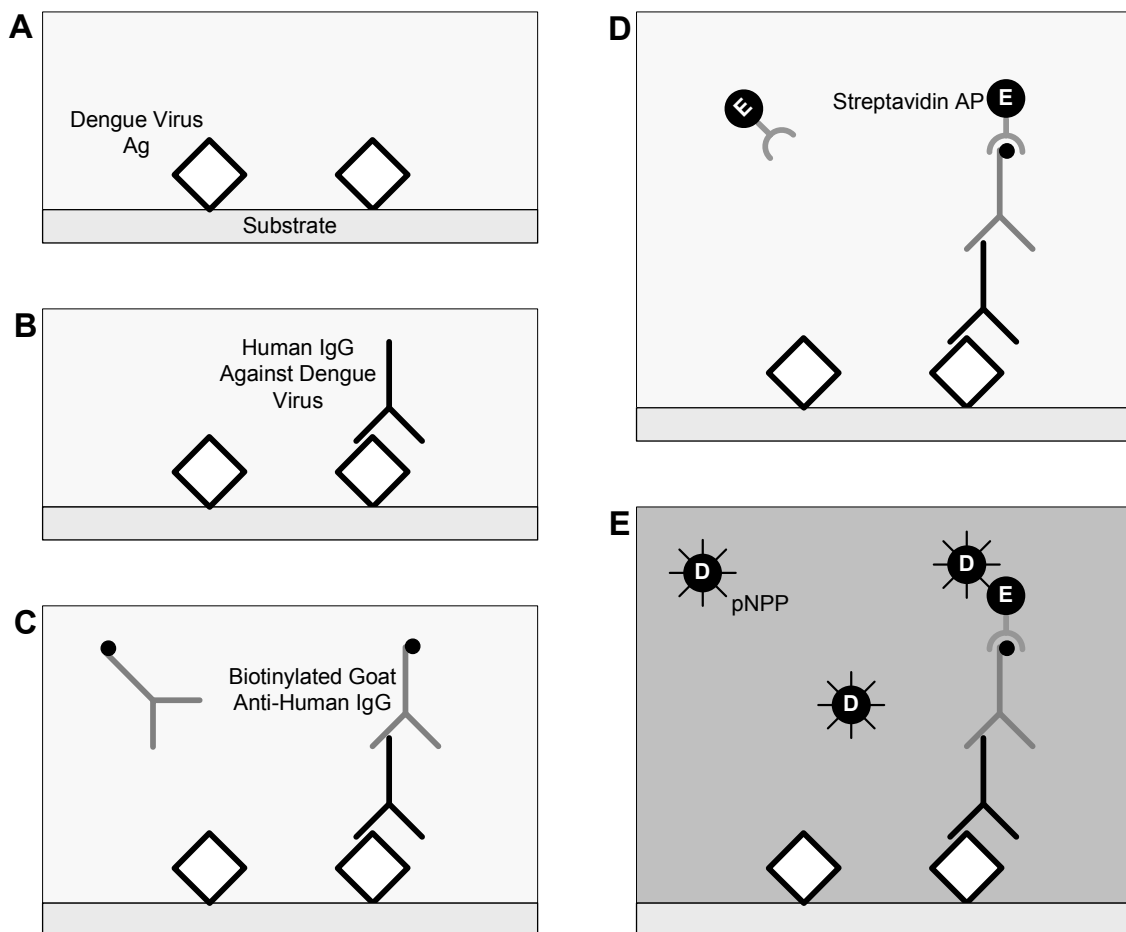 A
Dengue Virus
Ag
Substrate
B
Human IgG
Against Dengue
Virus
C
Biotinylated Goat
Anti-Human IgG
D
E
Streptavidin AP
E
E
D
pNPP
D
E
D